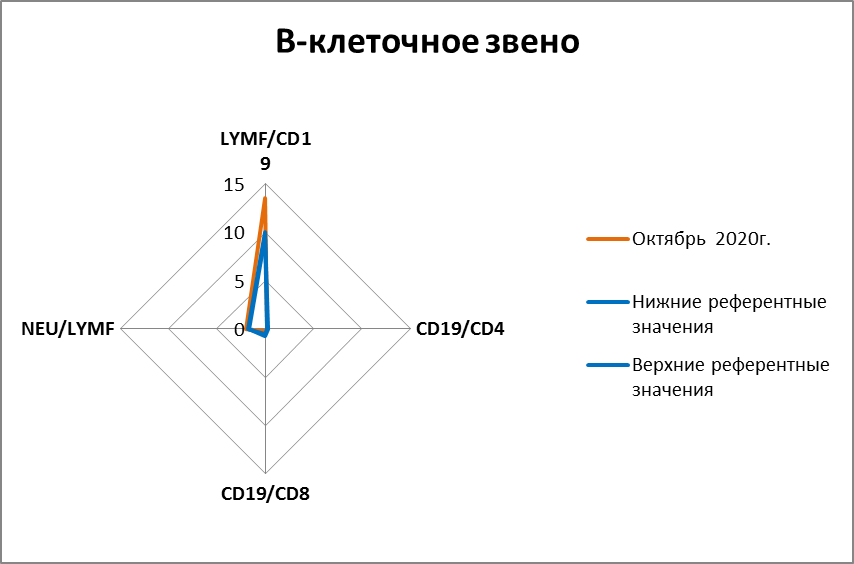 В-клеточное звено
LYMF/CD1
9
15
10
5
0
NEU/LYMF
CD19/CD4
CD19/CD8
Октябрь 2020г.
Нижние референтные
значения
Верхние референтные
значения